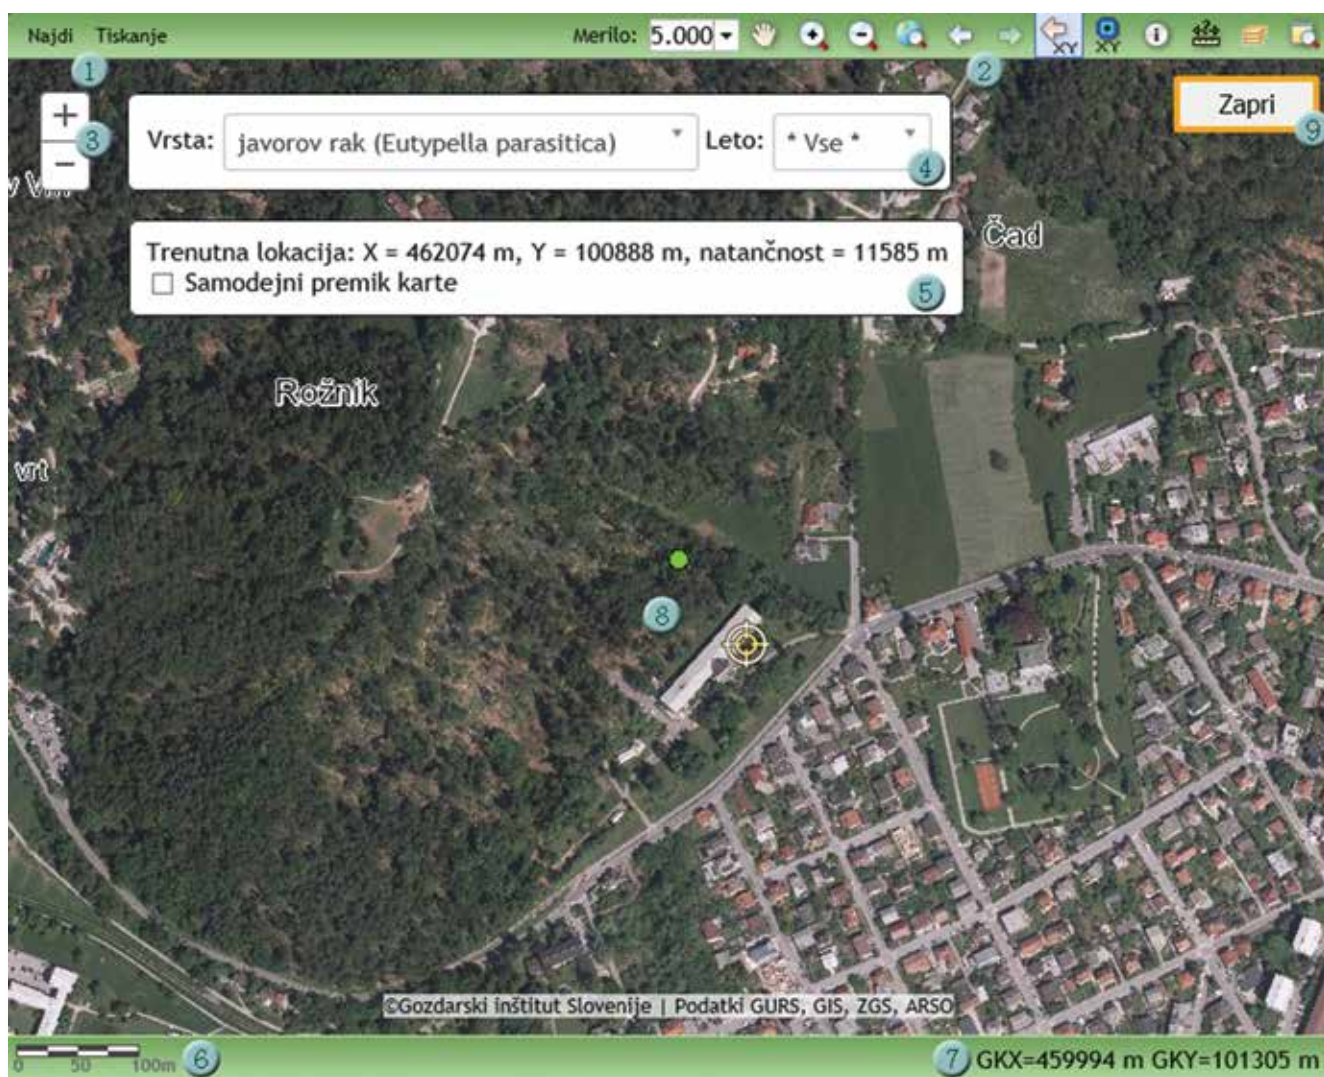 Najdi Tiskanje Merilo: 5.000 XY XY i
1 2
+
3
−
Vrsta: javorov rak (Eutypella parasitica) Leto: * Vse * 4
Zapri 9
Čad
Trenutna lokacija: X = 462074 m, Y = 100888 m, natančnost = 11585 m
Samodejni premik karte 5
Rožnik
vrt
8
©Gozdarski inštitut Slovenije | Podatki GURS, GIS, ZGS, ARSO
0 50 100m 6 7 GKX=459994 m GKY=101305 m